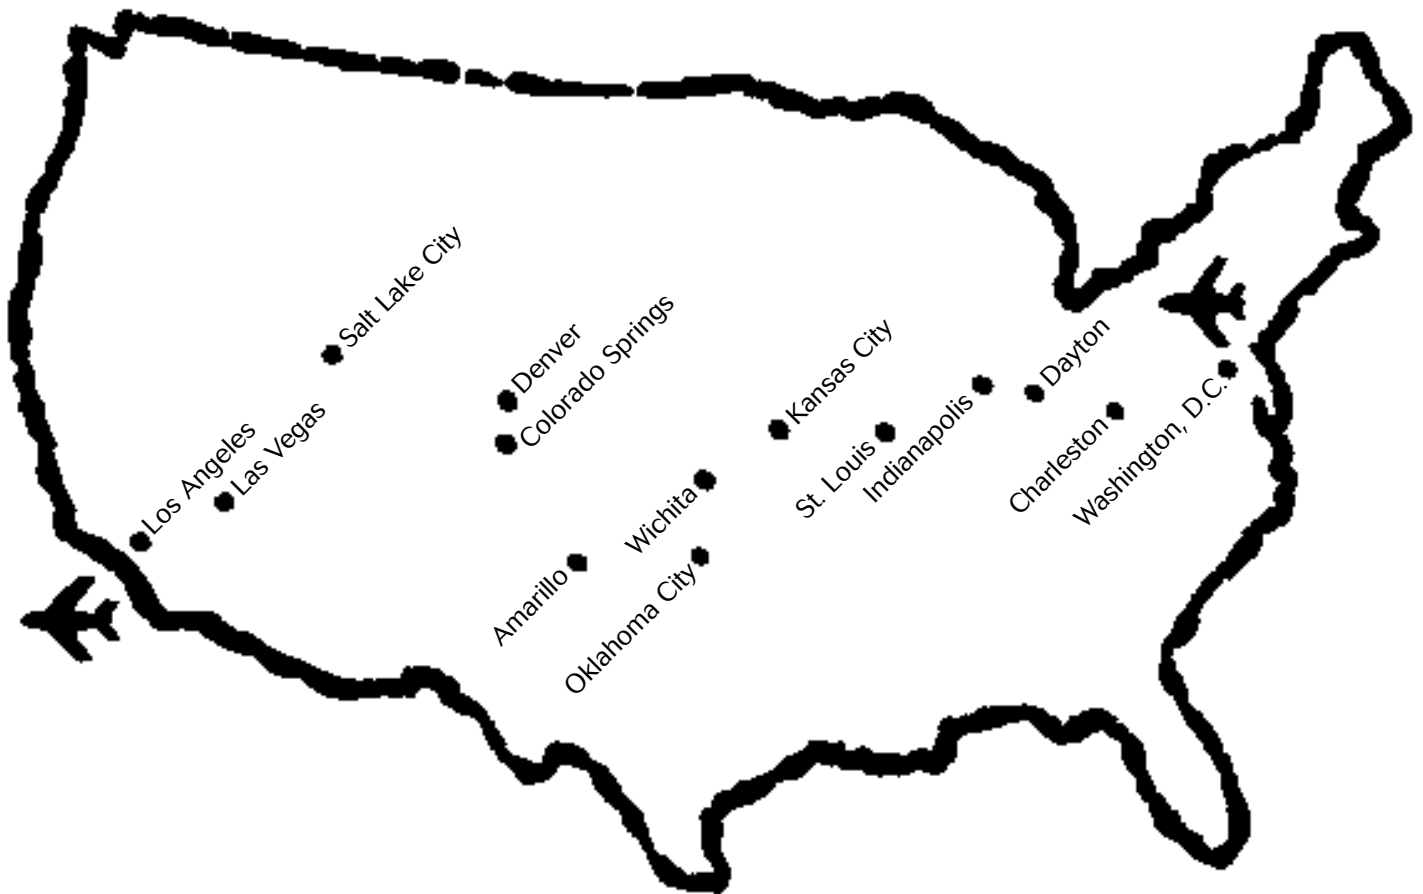 Salt Lake City
Denver
Colorado Springs
Los Angeles
Las Vegas
Kansas City
Dayton
St. Louis
Indianapolis
Charleston
Washington, D.C.
Wichita
Amarillo
Oklahoma City